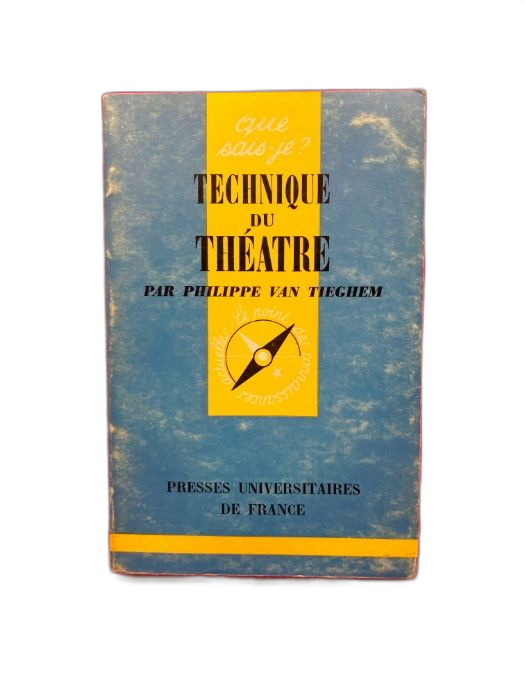 que
sais-je?
TECHNIQUE
DU
THÉATRE
PAR PHILIPPE VAN TIEGHEM
Le point des connaissances actuelles
PRESSES UNIVERSITAIRES
DE FRANCE